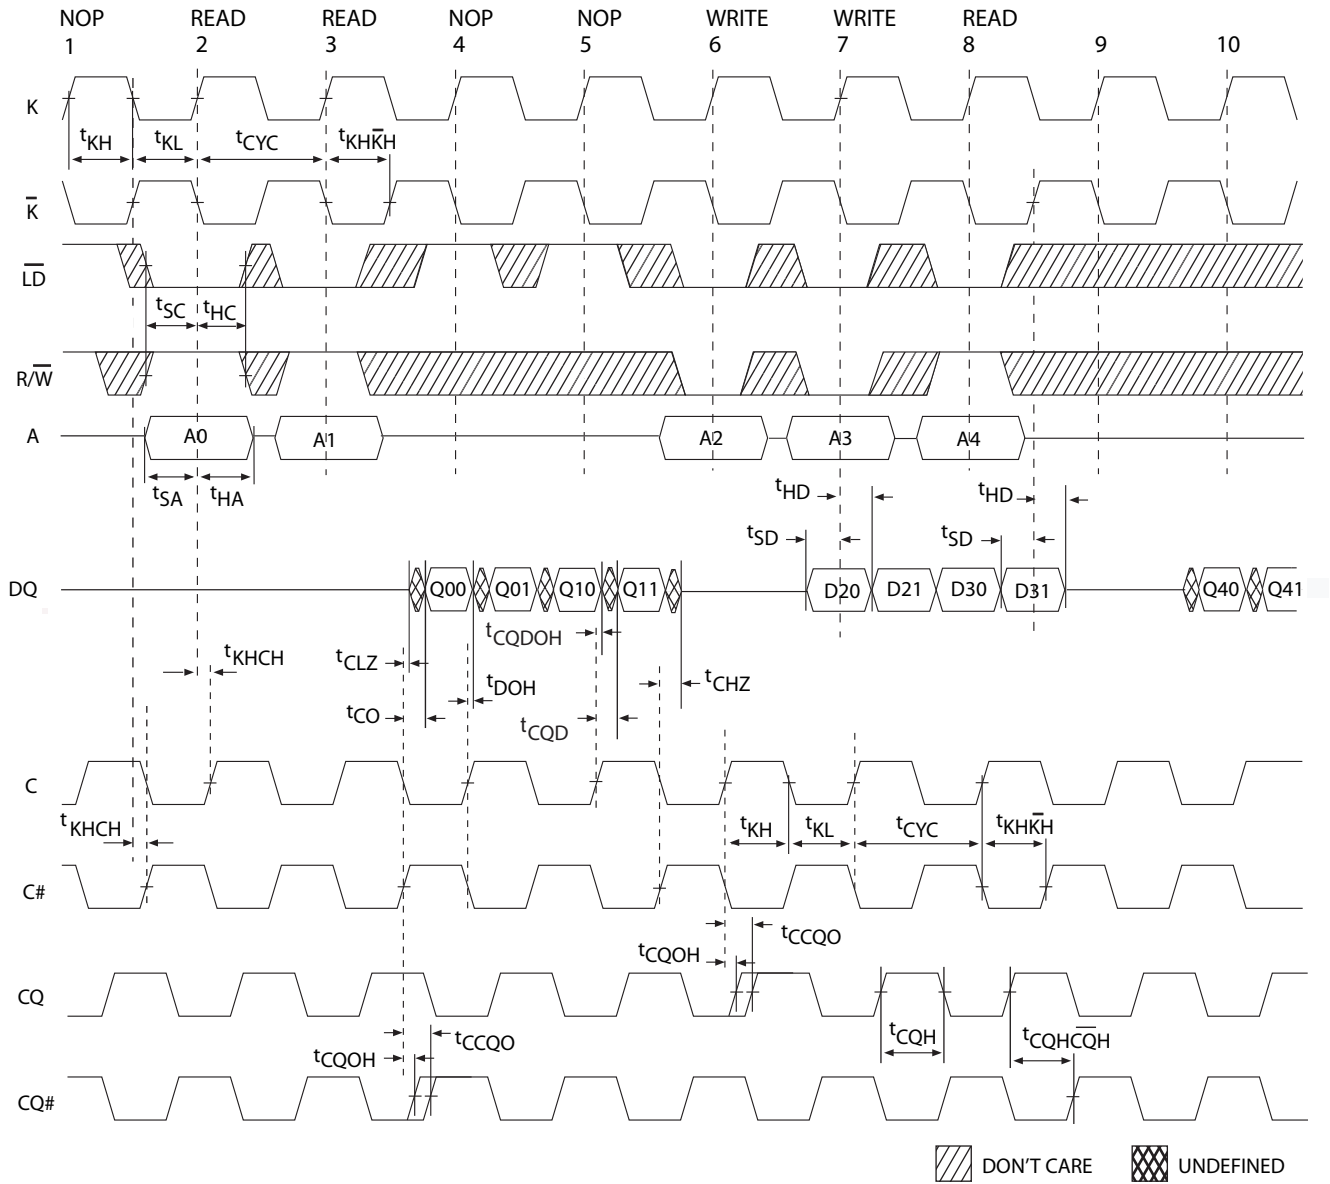 NOP READ READ NOP NOP WRITE WRITE READ
1 2 3 4 5 6 7 8 9 10
K
tKH tKL tCYC tKHK̅H
K̅
L̅D̅
tSC tHC
R/W̅
A A0 A1 A2 A3 A4
tSA tHA tHD tHD
tSD tSD
DQ Q00 Q01 Q10 Q11 D20 D21 D30 D31 Q40 Q41
tCQDOH
tKHCH tCLZ tDOH tCHZ
tCO tCQD
C
tKHCH tKH tKL tCYC tKHK̅H
C#
tCCQO
tCQOH
CQ
tCCQO tCQH tCQHC̅Q̅H
tCQOH
CQ#
DON'T CARE UNDEFINED